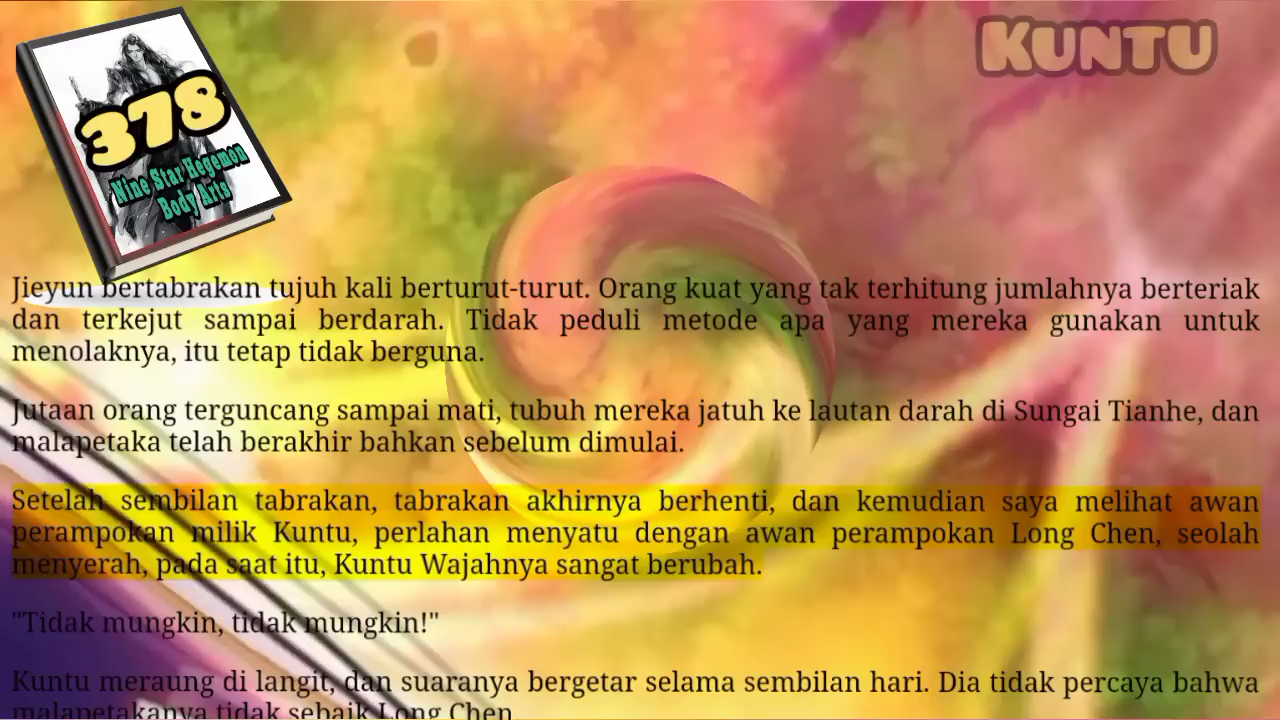 KUNTU
378
Nine Star Hegemon
Body Arts
Jieyun bertabrakan tujuh kali berturut-turut. Orang kuat yang tak terhitung jumlahnya berteriak
dan terkejut sampai berdarah. Tidak peduli metode apa yang mereka gunakan untuk
menolaknya, itu tetap tidak berguna.
Jutaan orang terguncang sampai mati, tubuh mereka jatuh ke lautan darah di Sungai Tianhe, dan
malapetaka telah berakhir bahkan sebelum dimulai.
Setelah sembilan tabrakan, tabrakan akhirnya berhenti, dan kemudian saya melihat awan
perampokan milik Kuntu, perlahan menyatu dengan awan perampokan Long Chen, seolah
menyerah, pada saat itu, Kuntu Wajahnya sangat berubah.
"Tidak mungkin, tidak mungkin!"
Kuntu meraung di langit, dan suaranya bergetar selama sembilan hari. Dia tidak percaya bahwa
malapetakanya tidak sebaik Long Chen